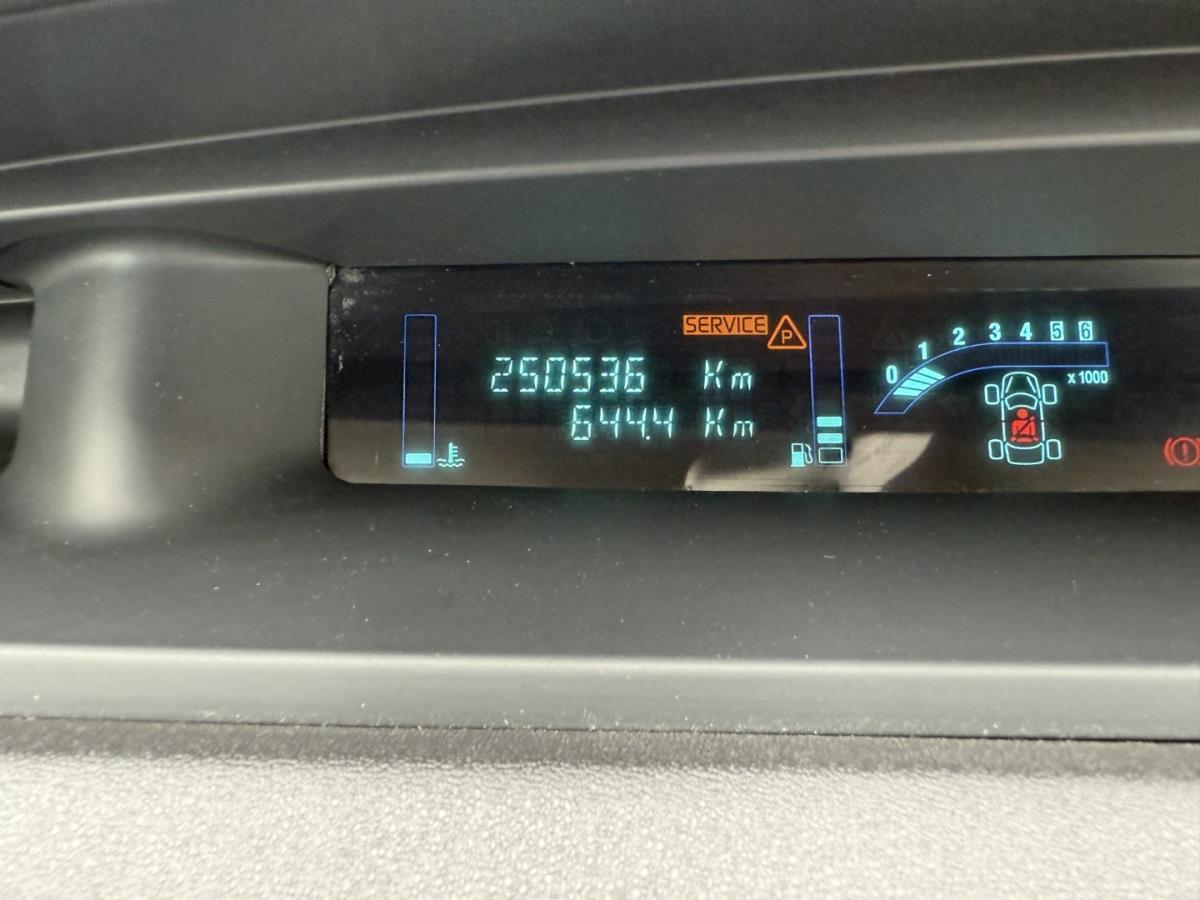 SERVICE P
250536 Km
644.4 Km
0 1 2 3 4 5 6
x 1000
!